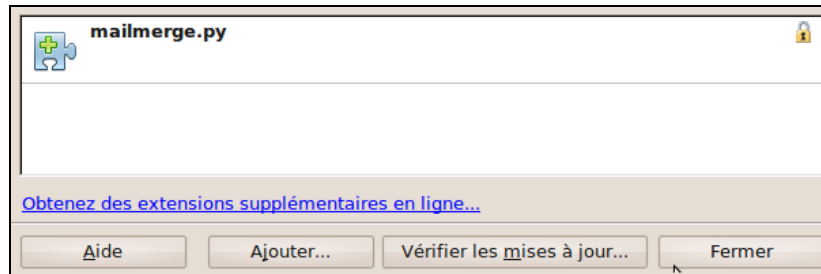 mailmerge.py
Obtenez des extensions supplémentaires en ligne...
Aide Ajouter... Vérifier les mises à jour... Fermer